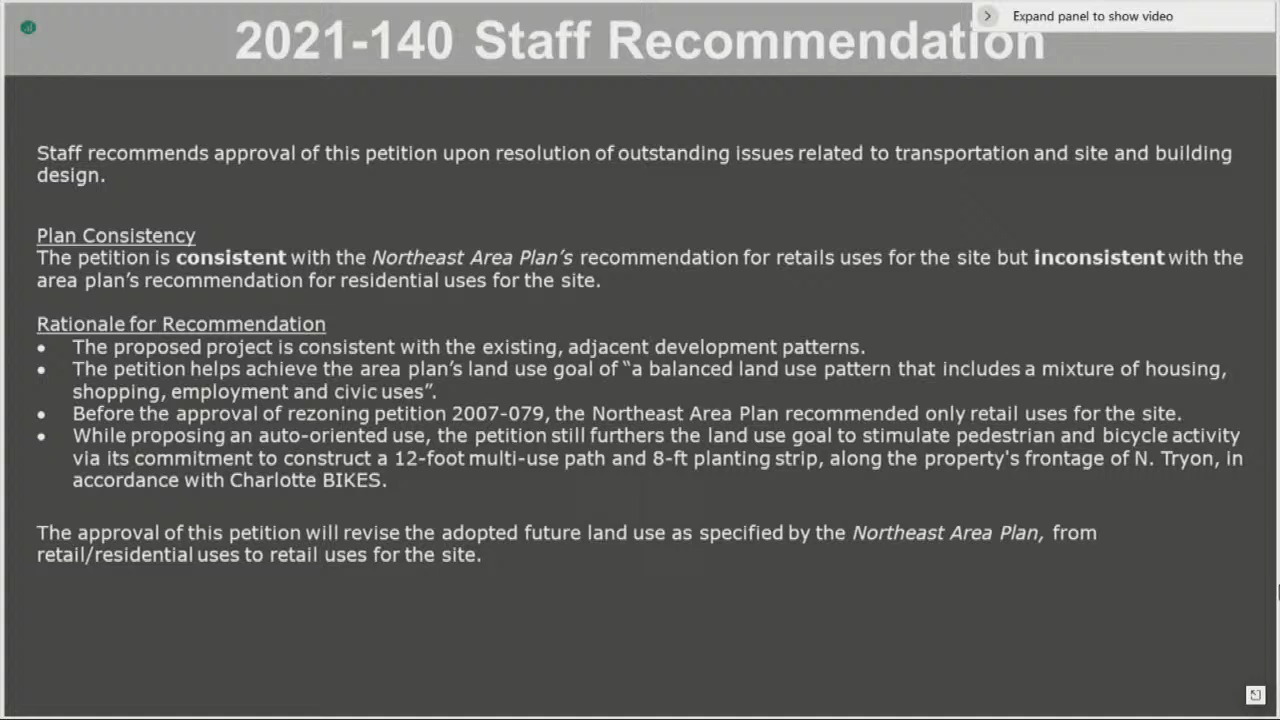 2021-140 Staff Recommendation
Expand panel to show video
Staff recommends approval of this petition upon resolution of outstanding issues related to transportation and site and building
design.
Plan Consistency
The petition is consistent with the Northeast Area Plan's recommendation for retails uses for the site but inconsistent with the
area plan's recommendation for residential uses for the site.
Rationale for Recommendation
• The proposed project is consistent with the existing, adjacent development patterns.
• The petition helps achieve the area plan's land use goal of “a balanced land use pattern that includes a mixture of housing,
shopping, employment and civic uses”.
• Before the approval of rezoning petition 2007-079, the Northeast Area Plan recommended only retail uses for the site.
• While proposing an auto-oriented use, the petition still furthers the land use goal to stimulate pedestrian and bicycle activity
via its commitment to construct a 12-foot multi-use path and 8-ft planting strip, along the property's frontage of N. Tryon, in
accordance with Charlotte BIKES.
The approval of this petition will revise the adopted future land use as specified by the Northeast Area Plan, from
retail/residential uses to retail uses for the site.